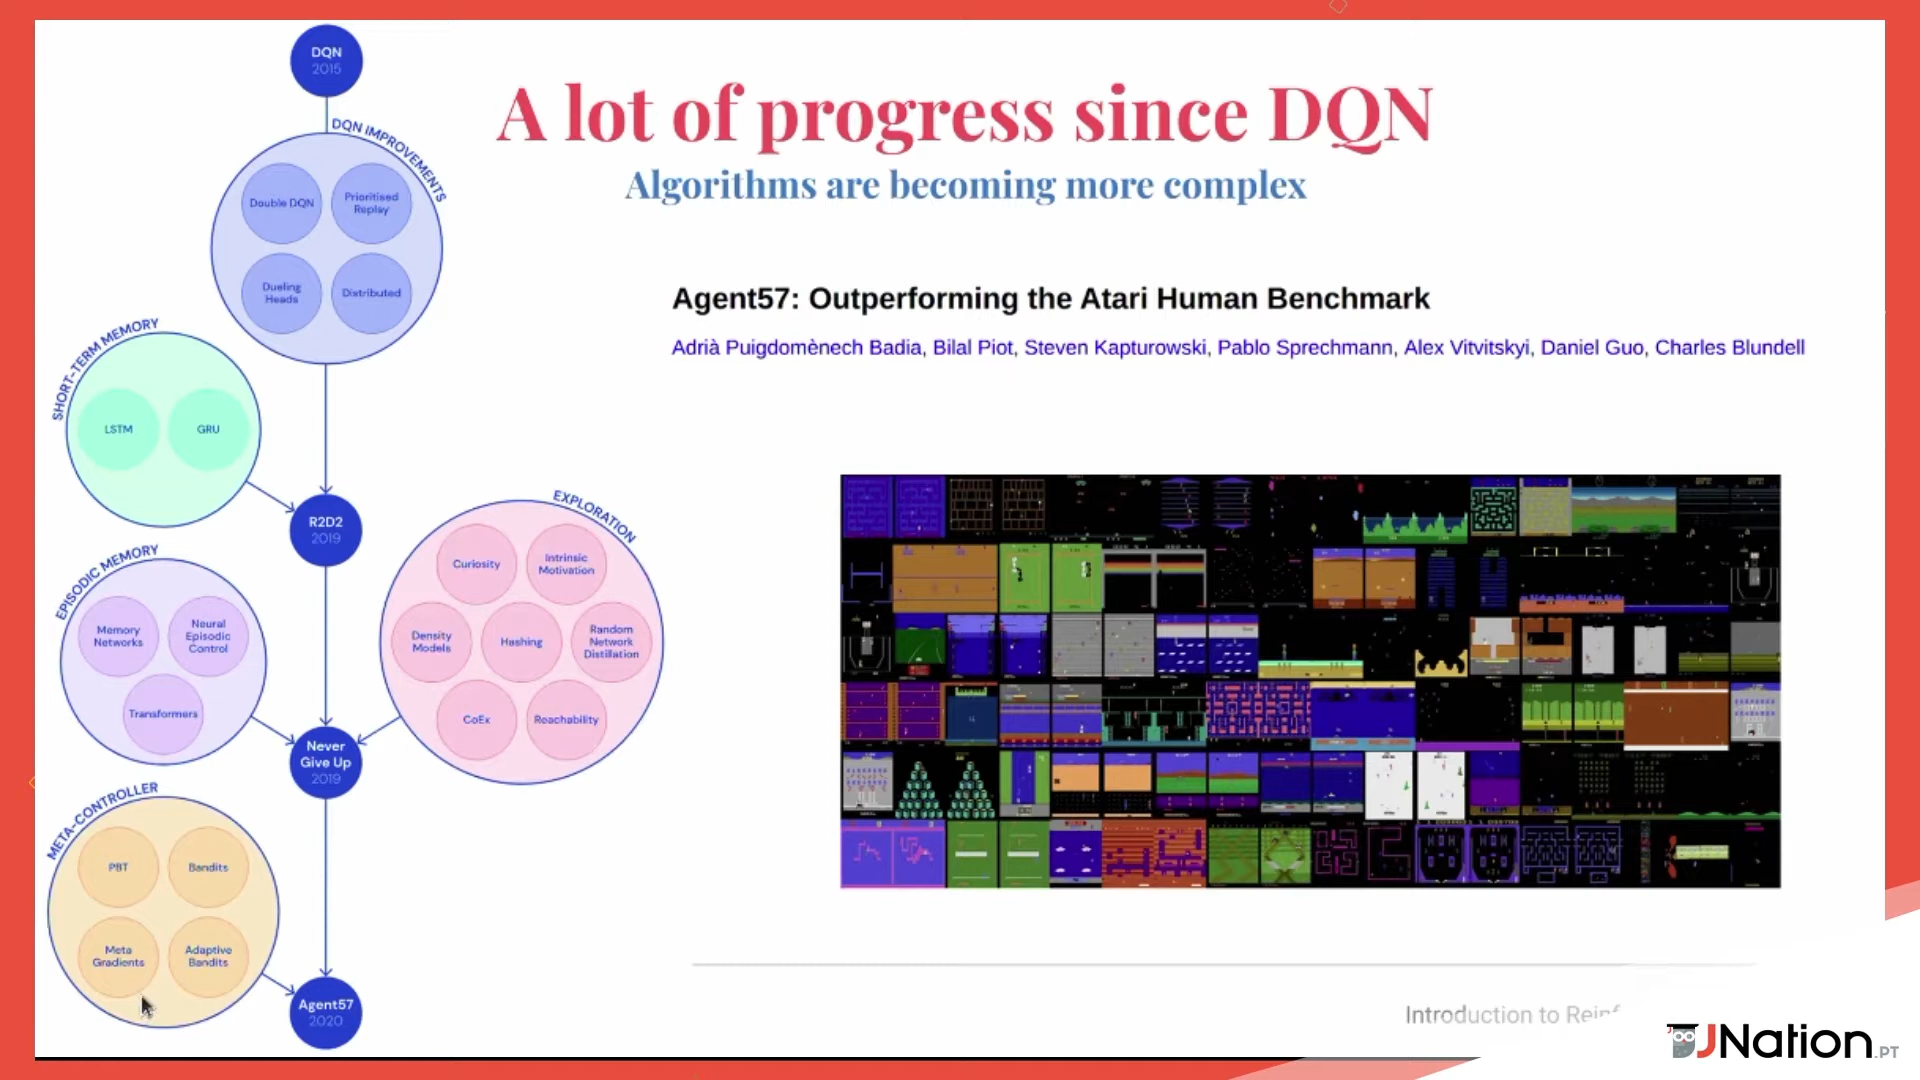 DQN
2015
A lot of progress since DQN
Algorithms are becoming more complex
DQN IMPROVEMENTS
Double DQN
Prioritised
Replay
Dueling
Heads
Distributed
Agent57: Outperforming the Atari Human Benchmark
Adrià Puigdomènech Badia, Bilal Piot, Steven Kapturowski, Pablo Sprechmann, Alex Vitvitskyi, Daniel Guo, Charles Blundell
SHORT-TERM MEMORY
LSTM
GRU
R2D2
2019
EXPLORATION
Curiosity
Intrinsic
Motivation
Density
Models
Hashing
Random
Network
Distillation
CoEx
Reachability
EPISODIC MEMORY
Memory
Networks
Neural
Episodic
Control
Transformers
Never
Give Up
2019
META-CONTROLLER
PBT
Bandits
Meta
Gradients
Adaptive
Bandits
Agent57
2020
Introduction to
JNation.PT